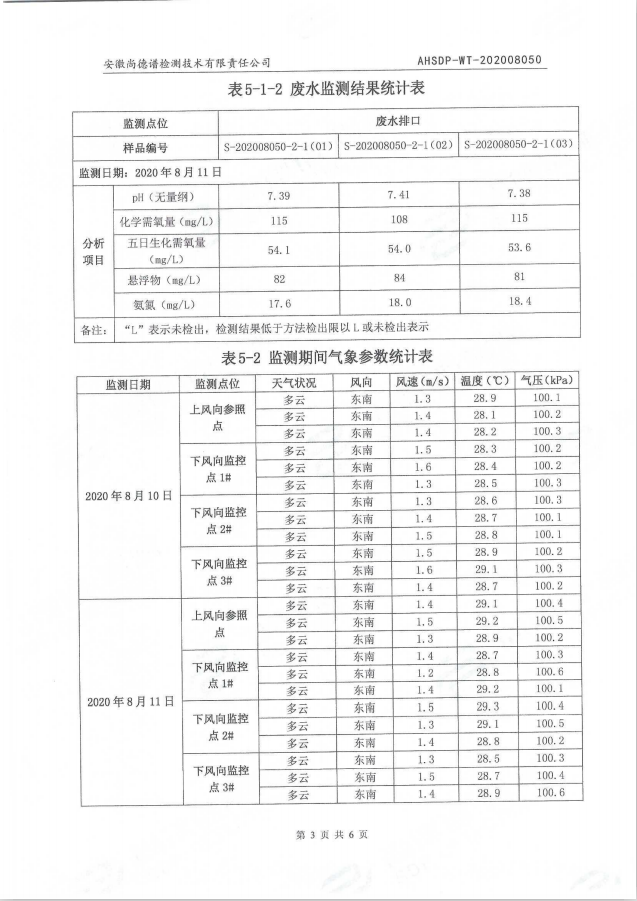 安徽尚德谱检测技术有限责任公司 AHSDP-WT-202008050
表5-1-2 废水监测结果统计表
监测点位 废水排口
样品编号 S-202008050-2-1(01) S-202008050-2-1(02) S-202008050-2-1(03)
监测日期：2020年8月11日
分析项目
pH（无量纲） 7.39 7.41 7.38
化学需氧量（mg/L） 115 108 115
五日生化需氧量（mg/L） 54.1 54.0 53.6
悬浮物（mg/L） 82 84 81
氨氮（mg/L） 17.6 18.0 18.4
备注： “L”表示未检出，检测结果低于方法检出限以L或未检出表示
表5-2 监测期间气象参数统计表
监测日期 监测点位 天气状况 风向 风速(m/s) 温度(℃) 气压(kPa)
2020年8月10日
上风向参照点
多云 东南 1.3 28.9 100.1
多云 东南 1.4 28.1 100.2
多云 东南 1.4 28.2 100.3
下风向监控点1#
多云 东南 1.5 28.3 100.2
多云 东南 1.6 28.4 100.2
多云 东南 1.3 28.5 100.3
下风向监控点2#
多云 东南 1.3 28.6 100.3
多云 东南 1.4 28.7 100.1
多云 东南 1.5 28.8 100.1
下风向监控点3#
多云 东南 1.5 28.9 100.2
多云 东南 1.6 29.1 100.3
多云 东南 1.4 28.7 100.2
2020年8月11日
上风向参照点
多云 东南 1.4 29.1 100.4
多云 东南 1.5 29.2 100.5
多云 东南 1.3 28.9 100.2
下风向监控点1#
多云 东南 1.4 28.7 100.3
多云 东南 1.2 28.8 100.6
多云 东南 1.4 29.2 100.1
下风向监控点2#
多云 东南 1.5 29.3 100.4
多云 东南 1.3 29.1 100.5
多云 东南 1.4 28.8 100.2
下风向监控点3#
多云 东南 1.3 28.5 100.3
多云 东南 1.5 28.7 100.4
多云 东南 1.4 28.9 100.6
第 3 页 共 6 页